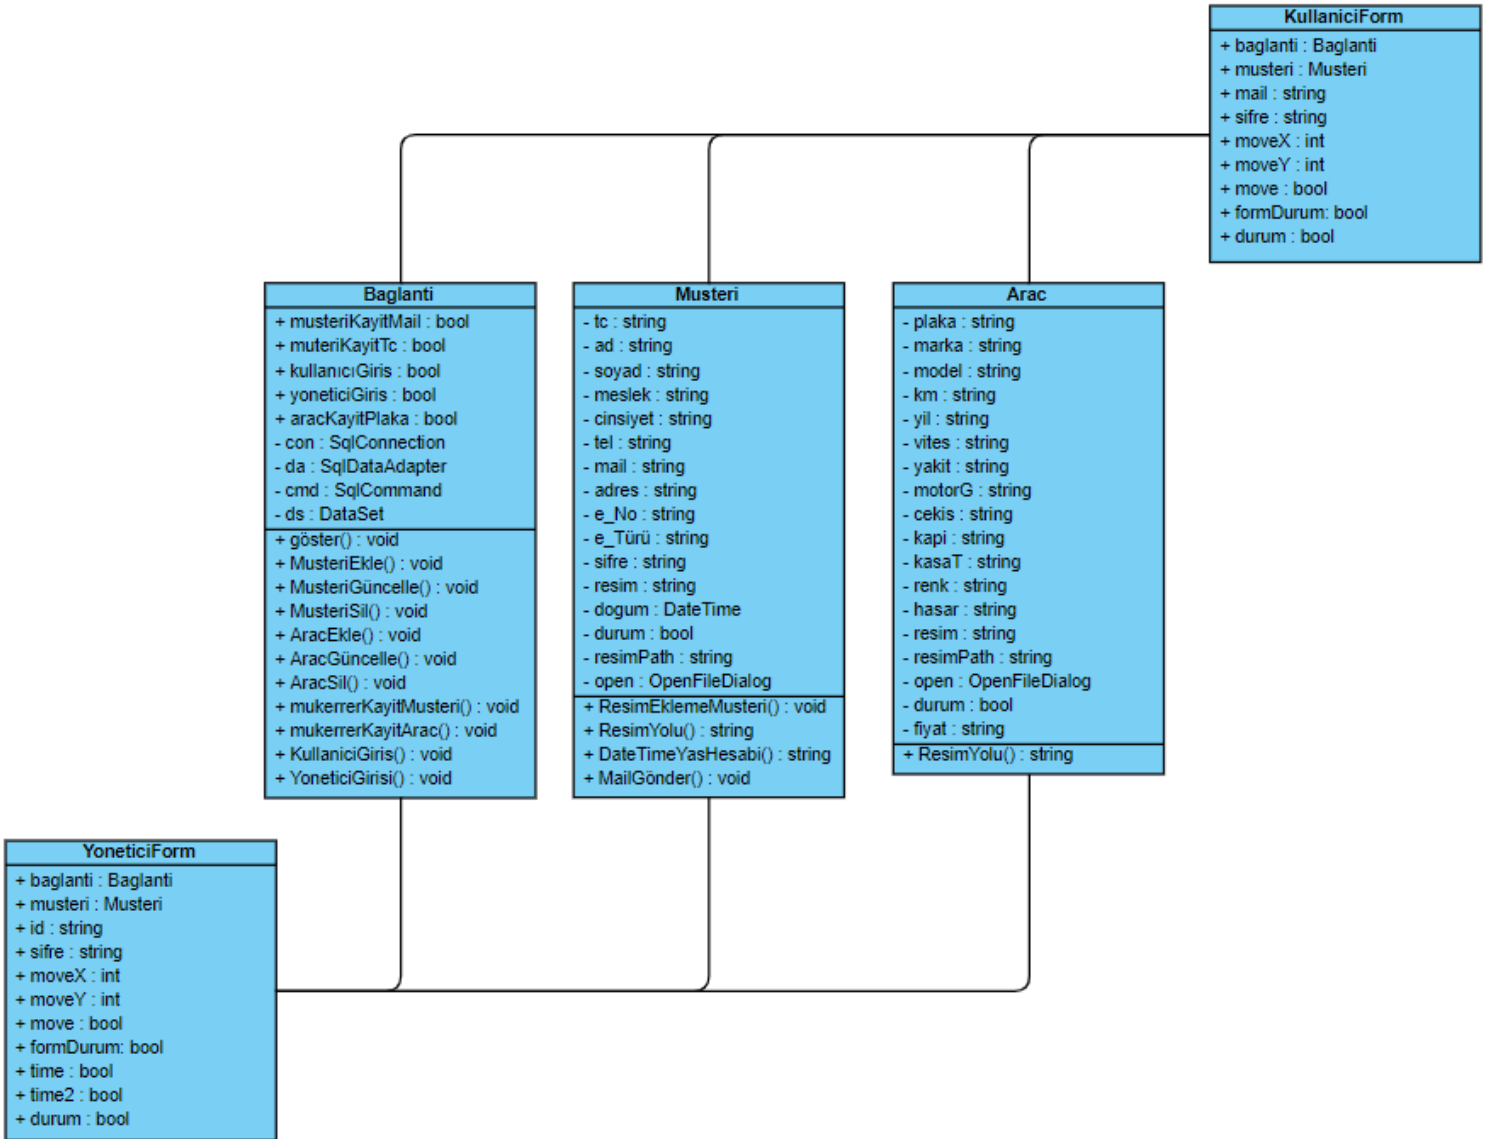 KullaniciForm
+ baglanti : Baglanti
+ musteri : Musteri
+ mail : string
+ sifre : string
+ moveX : int
+ moveY : int
+ move : bool
+ formDurum: bool
+ durum : bool
Baglanti
+ musteriKayitMail : bool
+ muteriKayitTc : bool
+ kullanıcıGiris : bool
+ yoneticiGiris : bool
+ aracKayitPlaka : bool
- con : SqlConnection
- da : SqlDataAdapter
- cmd : SqlCommand
- ds : DataSet
+ göster() : void
+ MusteriEkle() : void
+ MusteriGüncelle() : void
+ MusteriSil() : void
+ AracEkle() : void
+ AracGüncelle() : void
+ AracSil() : void
+ mukerrerKayitMusteri() : void
+ mukerrerKayitArac() : void
+ KullaniciGiris() : void
+ YoneticiGirisi() : void
Musteri
- tc : string
- ad : string
- soyad : string
- meslek : string
- cinsiyet : string
- tel : string
- mail : string
- adres : string
- e_No : string
- e_Türü : string
- sifre : string
- resim : string
- dogum : DateTime
- durum : bool
- resimPath : string
- open : OpenFileDialog
+ ResimEklemeMusteri() : void
+ ResimYolu() : string
+ DateTimeYasHesabi() : string
+ MailGönder() : void
Arac
- plaka : string
- marka : string
- model : string
- km : string
- yil : string
- vites : string
- yakit : string
- motorG : string
- cekis : string
- kapi : string
- kasaT : string
- renk : string
- hasar : string
- resim : string
- resimPath : string
- open : OpenFileDialog
- durum : bool
- fiyat : string
+ ResimYolu() : string
YoneticiForm
+ baglanti : Baglanti
+ musteri : Musteri
+ id : string
+ sifre : string
+ moveX : int
+ moveY : int
+ move : bool
+ formDurum: bool
+ time : bool
+ time2 : bool
+ durum : bool